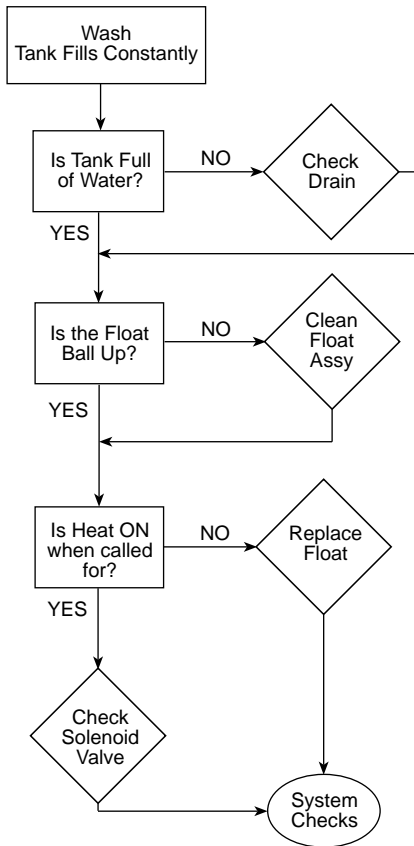 Wash
Tank Fills Constantly
Is Tank Full
of Water?
NO
Check
Drain
YES
Is the Float
Ball Up?
NO
Clean
Float
Assy
YES
Is Heat ON
when called
for?
NO
Replace
Float
YES
Check
Solenoid
Valve
System
Checks